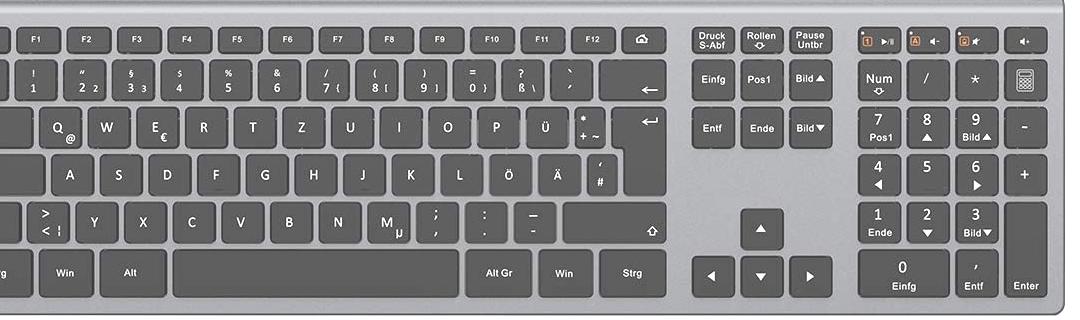 F1 F2 F3 F4 F5 F6 F7 F8 F9 F10 F11 F12
Druck Rollen Pause
S-Abf Untbr
1 A 9
! " § $ % & / ( ) = ? `
1 2 2 3 3 4 5 6 7 { 8 [ 9 ] 0 } ß \ ´
Einfg Pos1 Bild ▲ Num / *
Q @ W E € R T Z U I O P Ü * + ~
Entf Ende Bild ▼
7 8 9 -
Pos1 ▲ Bild ▲
A S D F G H J K L Ö Ä ' #
4 5 6 +
◀ ▶
> < ¦ Y X C V B N M µ ; , : . _ -
▲
1 2 3
Ende ▼ Bild ▼
Win Alt Alt Gr Win Strg
◀ ▼ ▶
0 ,
Einfg Entf Enter